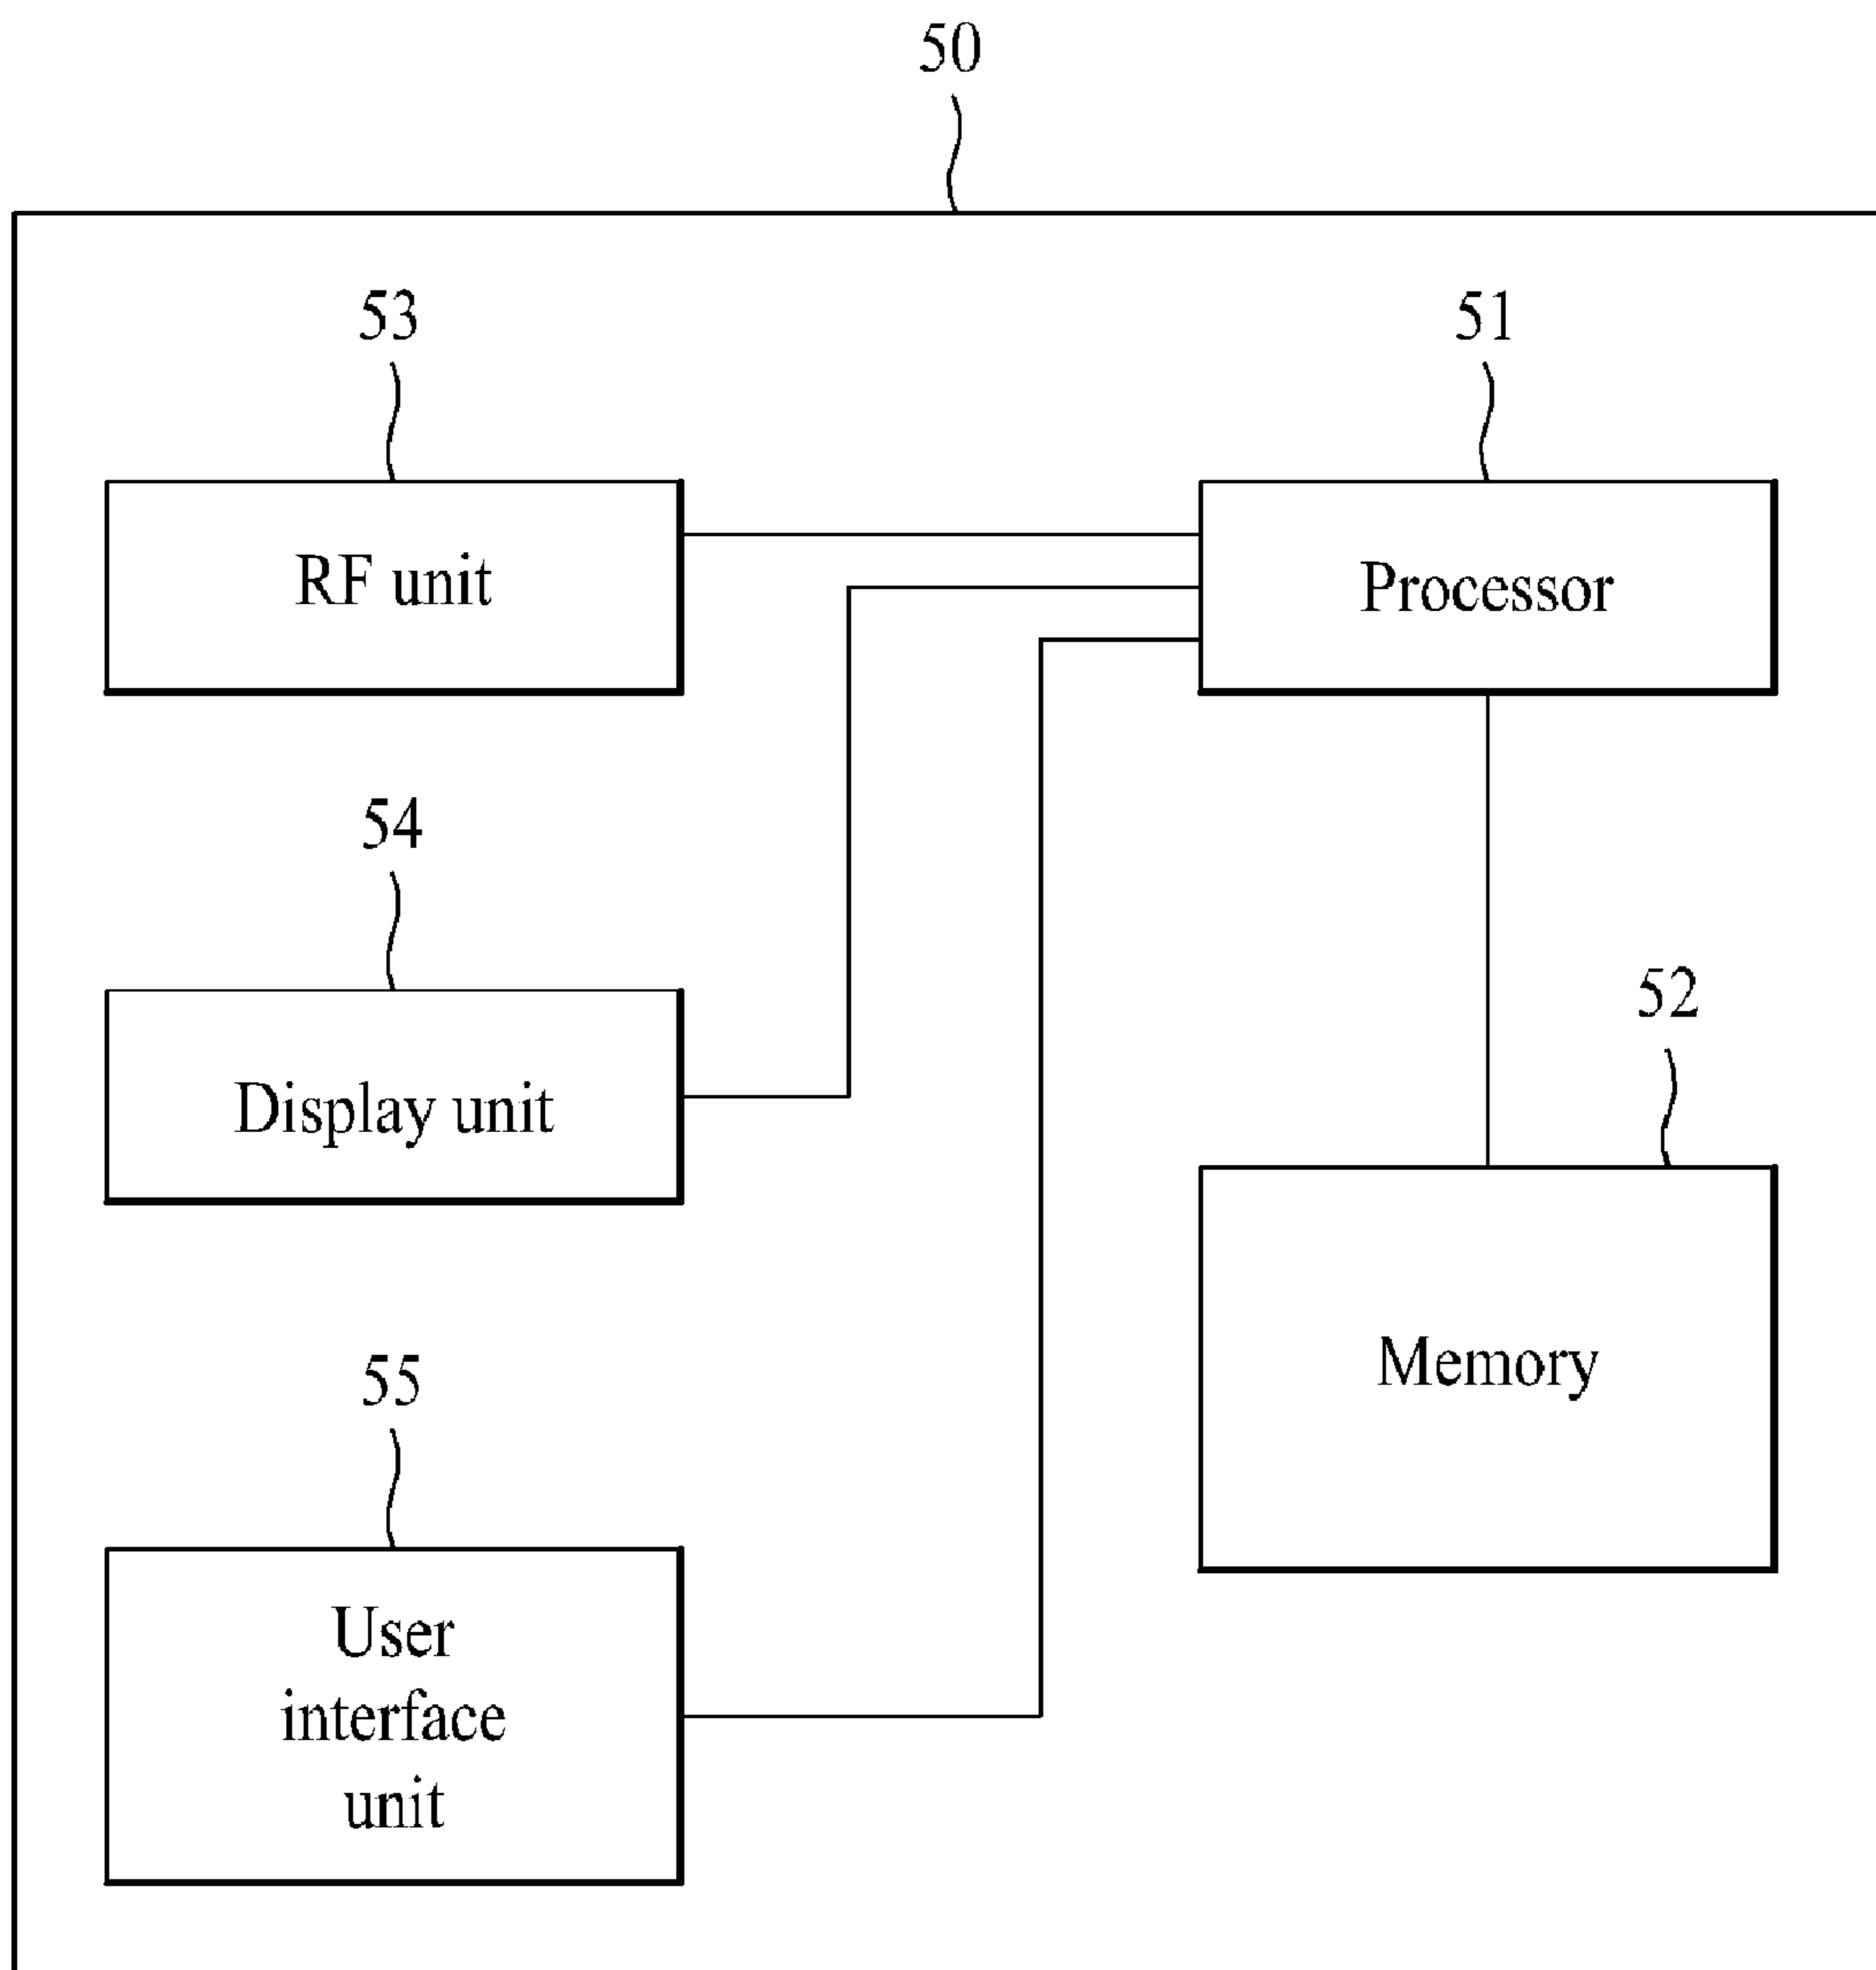 50
53
51
RF unit
Processor
54
52
Display unit
Memory
55
User
interface
unit